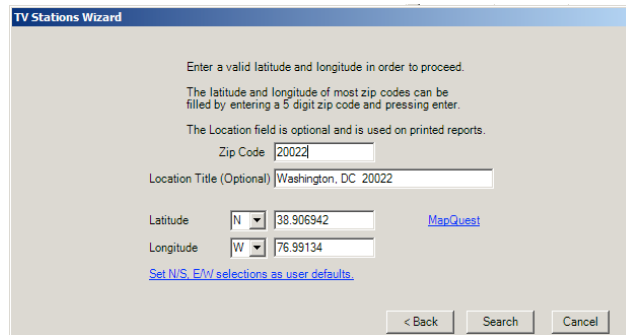 TV Stations Wizard
Enter a valid latitude and longitude in order to proceed.
The latitude and longitude of most zip codes can be
filled by entering a 5 digit zip code and pressing enter.
The Location field is optional and is used on printed reports.
Zip Code 20022
Location Title (Optional) Washington, DC 20022
Latitude N 38.906942 MapQuest
Longitude W 76.99134
Set N/S, E/W selections as user defaults.
< Back Search Cancel